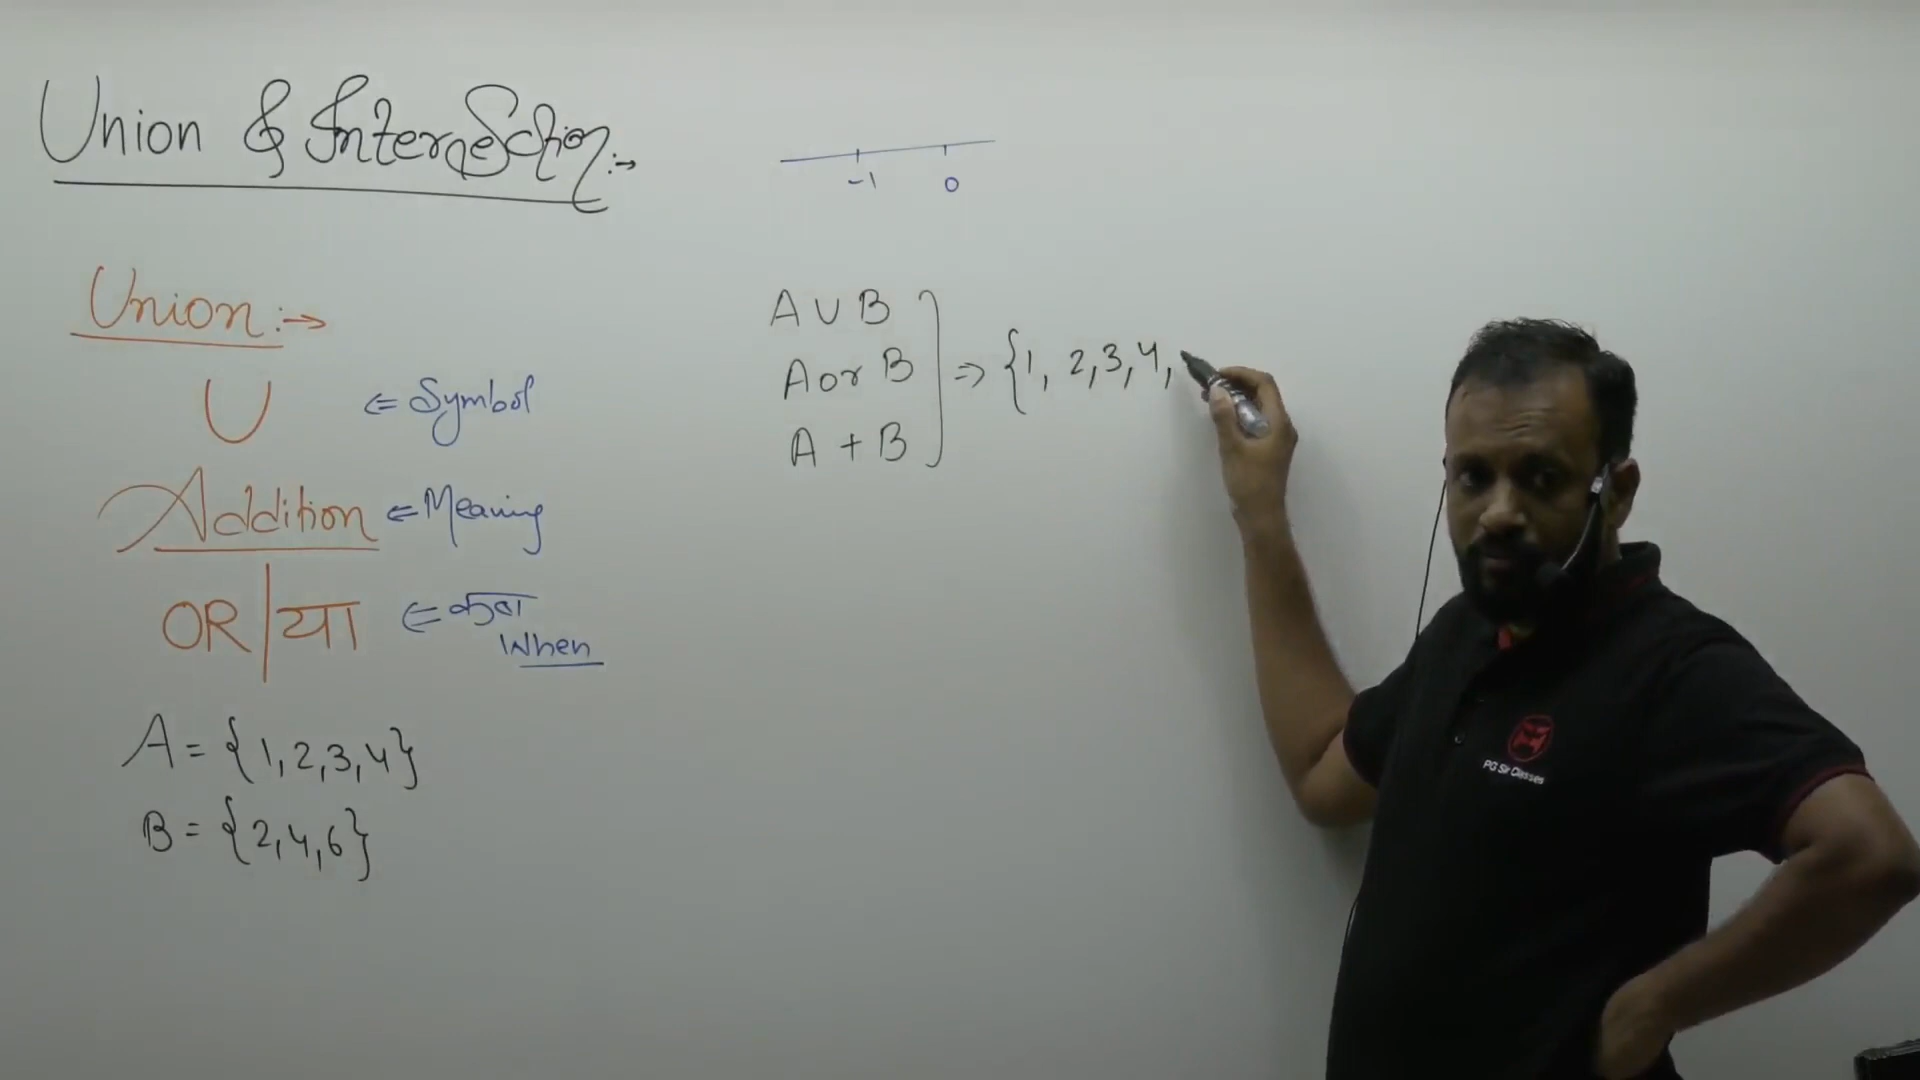 Union & Intersection :→
-1 0
Union :→
U ⇐ Symbol
Addition ⇐ Meaning
OR | या ⇐ कब
When
A = {1, 2, 3, 4}
B = {2, 4, 6}
A ∪ B
A or B ⇒ {1, 2, 3, 4,
A + B
PG Sir Classes